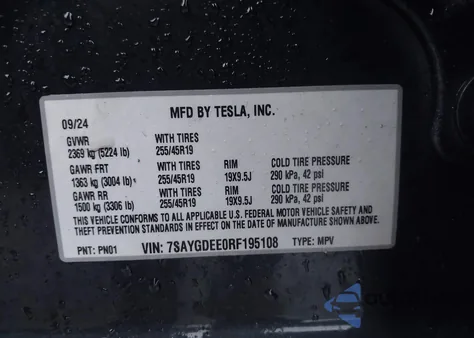 MFD BY TESLA, INC.
09/24
GVWR WITH TIRES
2369 kg (5224 lb) 255/45R19
GAWR FRT WITH TIRES RIM COLD TIRE PRESSURE
1363 kg (3004 lb) 255/45R19 19X9.5J 290 kPa, 42 psi
GAWR RR WITH TIRES RIM COLD TIRE PRESSURE
1500 kg (3306 lb) 255/45R19 19X9.5J 290 kPa, 42 psi
THIS VEHICLE CONFORMS TO ALL APPLICABLE U.S. FEDERAL MOTOR VEHICLE SAFETY AND
THEFT PREVENTION STANDARDS IN EFFECT ON THE DATE OF MANUFACTURE SHOWN ABOVE.
PNT: PN01 VIN: 7SAYGDEE0RF195108 TYPE: MPV